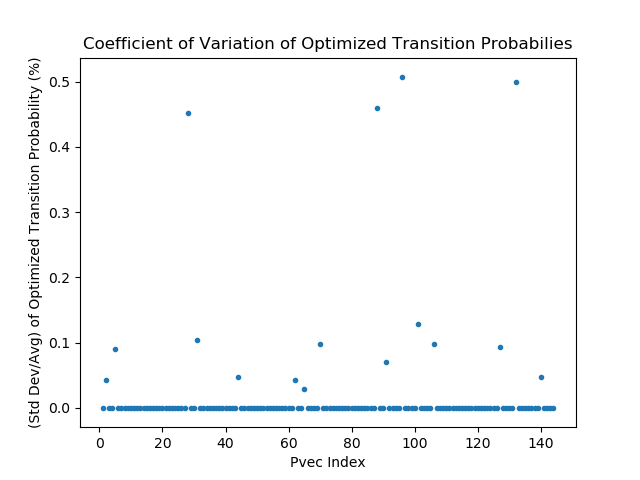 Coefficient of Variation of Optimized Transition Probabilies
(Std Dev/Avg) of Optimized Transition Probability (%)
0.5
0.4
0.3
0.2
0.1
0.0
0 20 40 60 80 100 120 140
Pvec Index